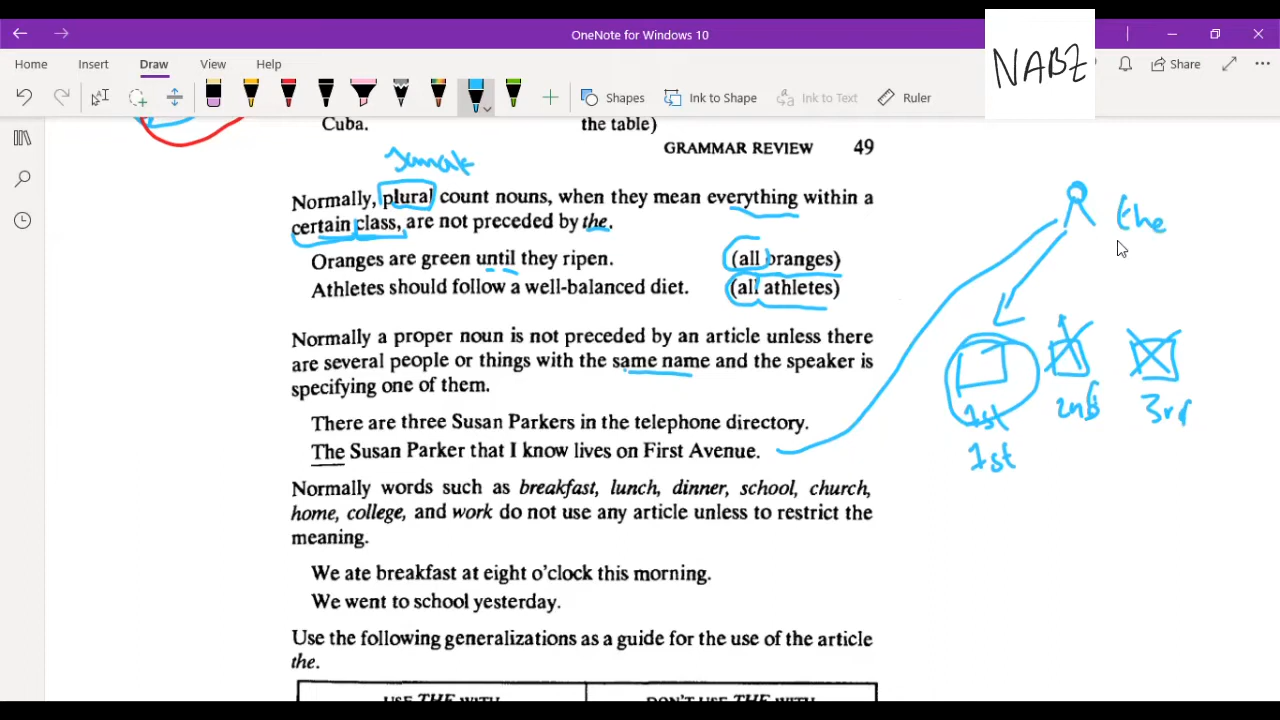 OneNote for Windows 10
NABZ
Home Insert Draw View Help
Share
Shapes Ink to Shape Ink to Text Ruler
Cuba. the table)
GRAMMAR REVIEW 49
Jamak
Normally, plural count nouns, when they mean everything within a
certain class, are not preceded by the.
the
Oranges are green until they ripen. (all oranges)
Athletes should follow a well-balanced diet. (all athletes)
Normally a proper noun is not preceded by an article unless there
are several people or things with the same name and the speaker is
specifying one of them.
1st 2nd 3rd
There are three Susan Parkers in the telephone directory.
The Susan Parker that I know lives on First Avenue.
1st
Normally words such as breakfast, lunch, dinner, school, church,
home, college, and work do not use any article unless to restrict the
meaning.
We ate breakfast at eight o'clock this morning.
We went to school yesterday.
Use the following generalizations as a guide for the use of the article
the.
USE THE WITH DON'T USE THE WITH